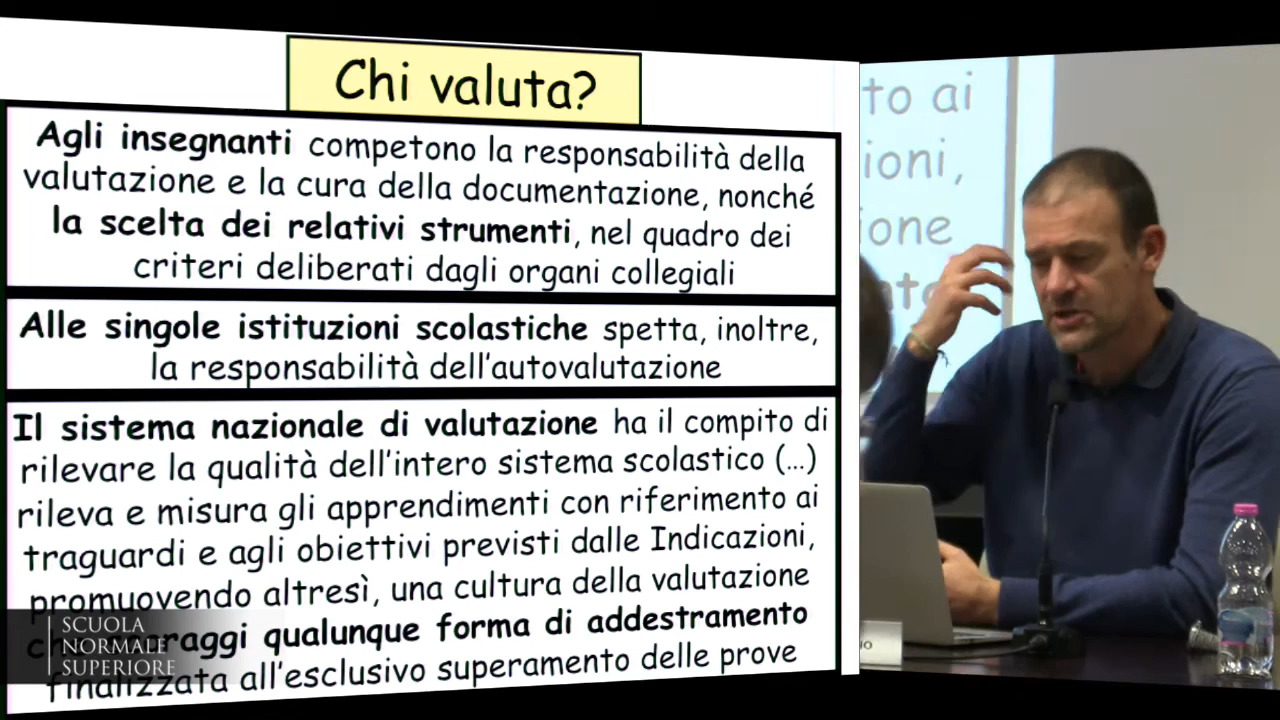 Chi valuta?
Agli insegnanti competono la responsabilità della
valutazione e la cura della documentazione, nonché
la scelta dei relativi strumenti, nel quadro dei
criteri deliberati dagli organi collegiali
Alle singole istituzioni scolastiche spetta, inoltre,
la responsabilità dell'autovalutazione
Il sistema nazionale di valutazione ha il compito di
rilevare la qualità dell'intero sistema scolastico (…)
rileva e misura gli apprendimenti con riferimento ai
traguardi e agli obiettivi previsti dalle Indicazioni,
promuovendo altresì, una cultura della valutazione
che scoraggi qualunque forma di addestramento
finalizzata all'esclusivo superamento delle prove
SCUOLA
NORMALE
SUPERIORE
to ai
ioni,
ione